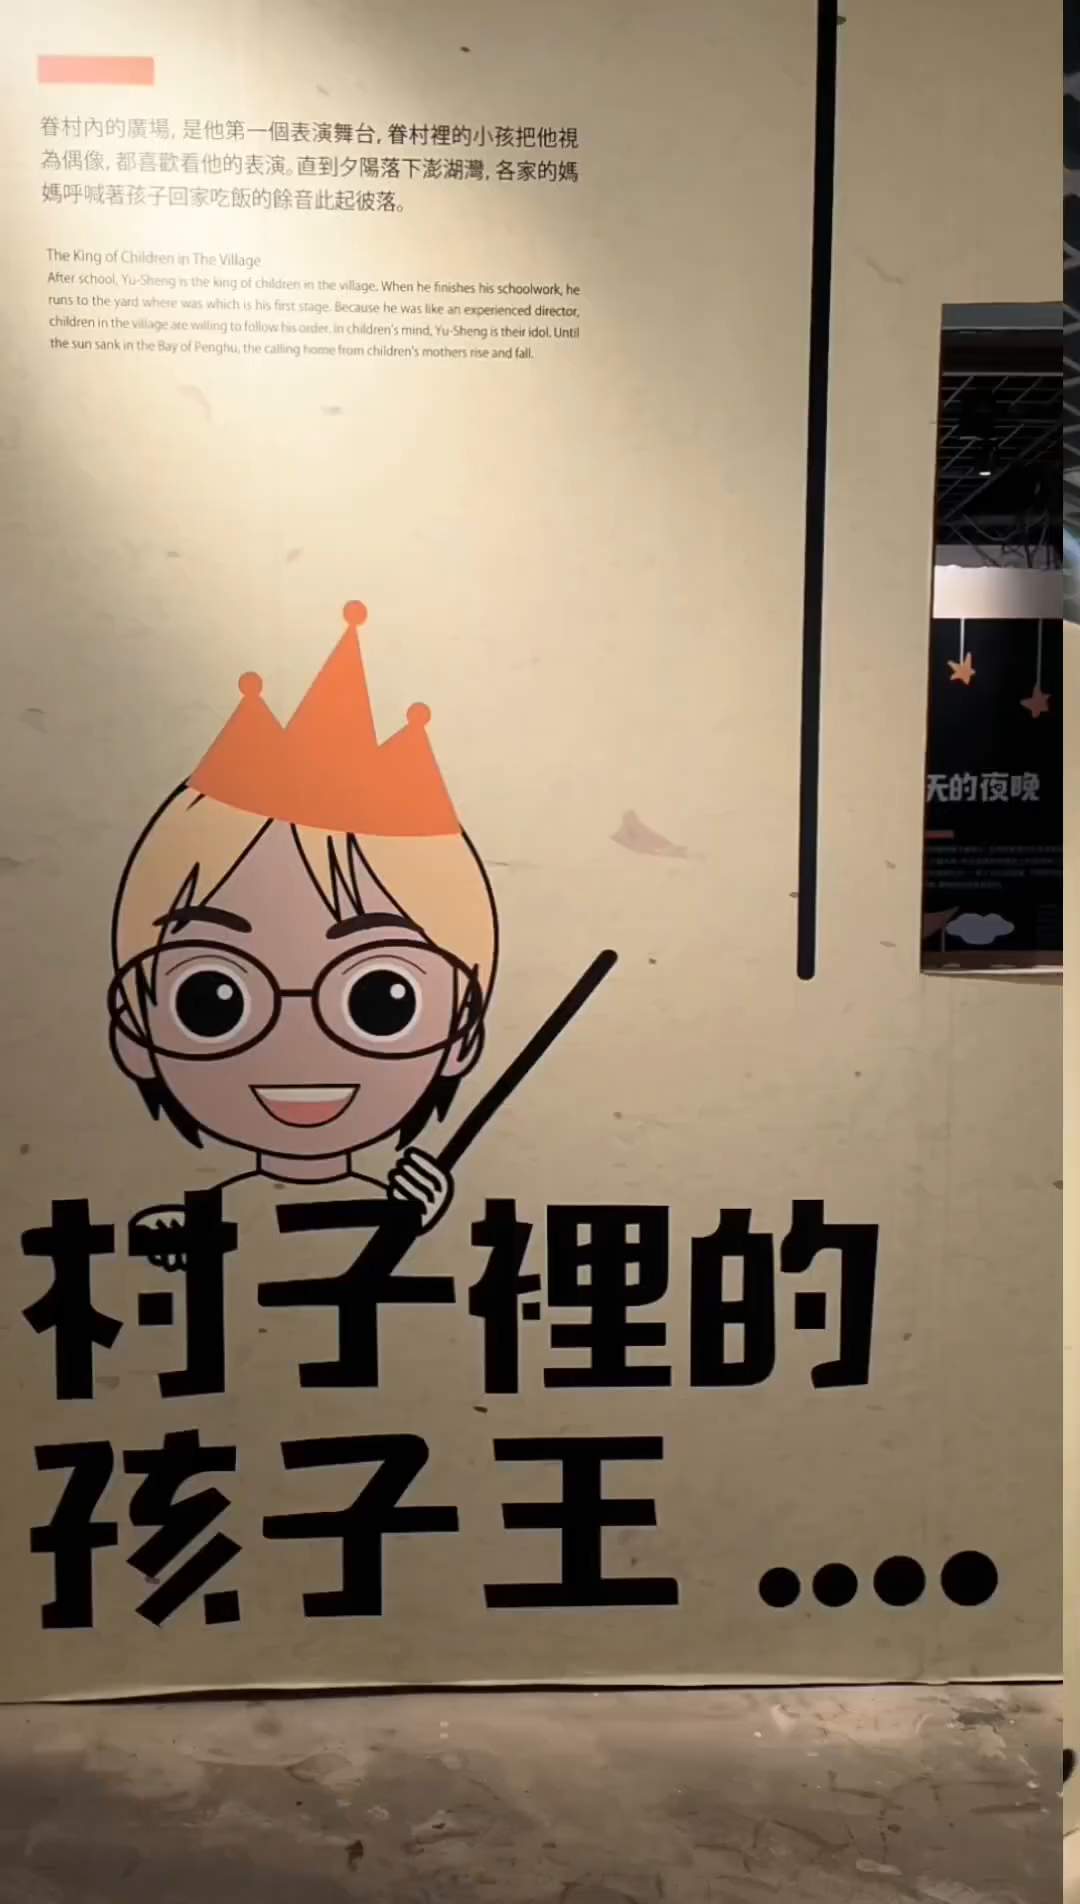 眷村內的廣場, 是他第一個表演舞台, 眷村裡的小孩把他視
為偶像, 都喜歡看他的表演。直到夕陽落下澎湖灣, 各家的媽
媽呼喊著孩子回家吃飯的餘音此起彼落。
The King of Children in The Village
After school, Yu-Sheng is the king of children in the village. When he finishes his schoolwork, he
runs to the yard where was which is his first stage. Because he was like an experienced director,
children in the village are willing to follow his order. In children's mind, Yu-Sheng is their idol. Until
the sun sank in the Bay of Penghu, the calling home from children's mothers rise and fall.
天的夜晚
村子裡的
孩子王 ....